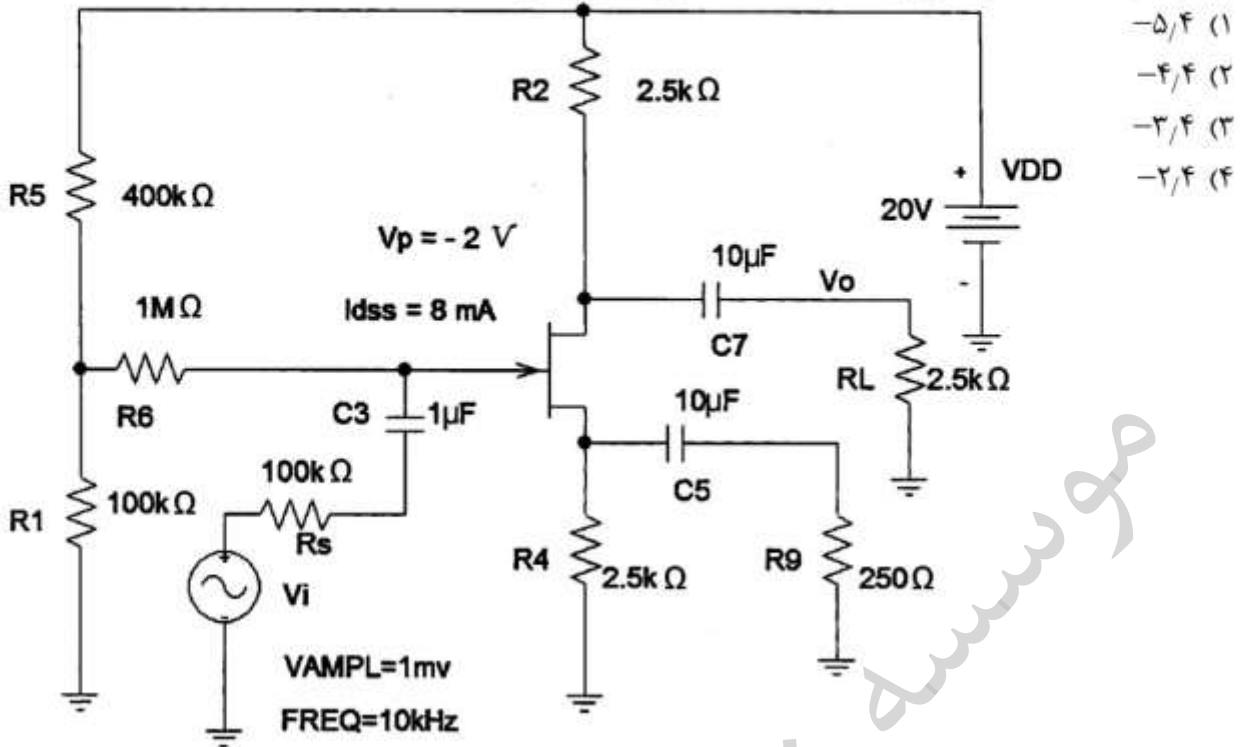 R2 2.5k Ω
R5 400k Ω
Vp = - 2 V
1M Ω
Idss = 8 mA
R6
C3 1µF
100k Ω
Rs
R1 100k Ω
Vi
VAMPL=1mv
FREQ=10kHz
10µF
Vo
C7
RL 2.5k Ω
10µF
C5
R4 2.5k Ω
R9 250 Ω
+ VDD
20V
-
۱) -۵٫۴
۲) -۴٫۴
۳) -۳٫۴
۴) -۲٫۴
موسسه